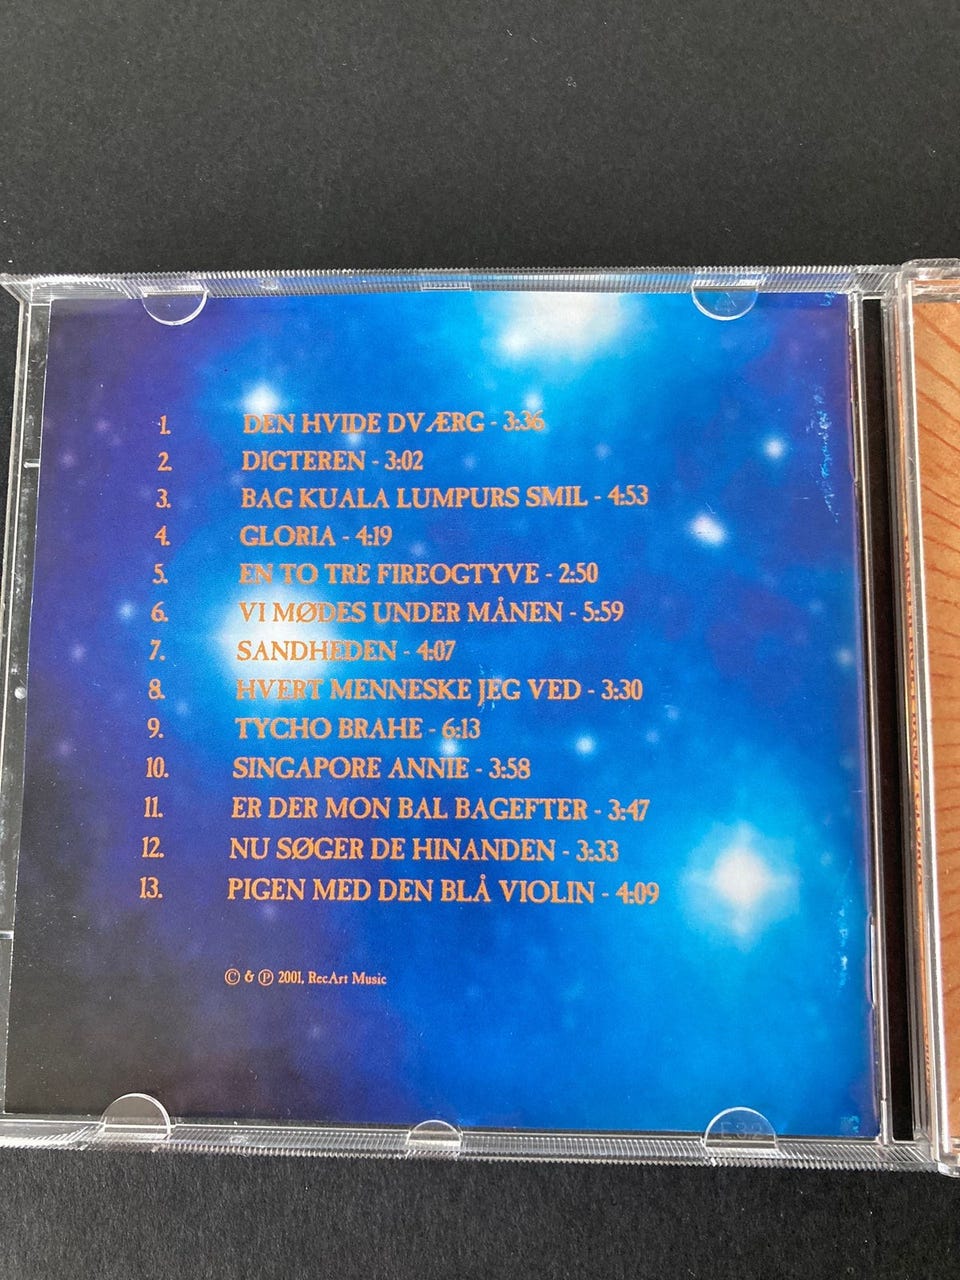 1. DEN HVIDE DVÆRG - 3:36
2. DIGTEREN - 3:02
3. BAG KUALA LUMPURS SMIL - 4:53
4. GLORIA - 4:19
5. EN TO TRE FIREOGTYVE - 2:50
6. VI MØDES UNDER MÅNEN - 5:59
7. SANDHEDEN - 4:07
8. HVERT MENNESKE JEG VED - 3:30
9. TYCHO BRAHE - 6:13
10. SINGAPORE ANNIE - 3:58
11. ER DER MON BAL BAGEFTER - 3:47
12. NU SØGER DE HINANDEN - 3:33
13. PIGEN MED DEN BLÅ VIOLIN - 4:09
© & ℗ 2001, RecArt Music